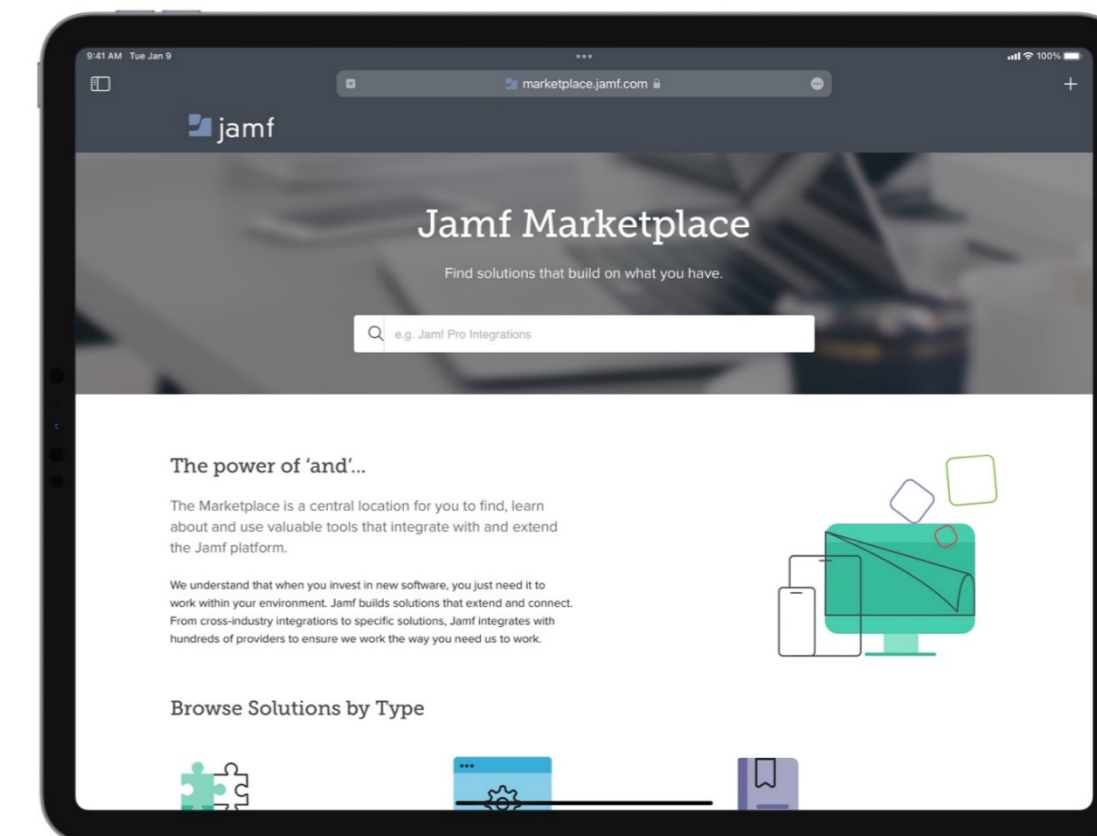 9:41 AM Tue Jan 9
100%
marketplace.jamf.com
jamf
Jamf Marketplace
Find solutions that build on what you have.
e.g. Jamf Pro Integrations
The power of ‘and’...
The Marketplace is a central location for you to find, learn
about and use valuable tools that integrate with and extend
the Jamf platform.
We understand that when you invest in new software, you just need it to
work within your environment. Jamf builds solutions that extend and connect.
From cross-industry integrations to specific solutions, Jamf integrates with
hundreds of providers to ensure we work the way you need us to work.
Browse Solutions by Type